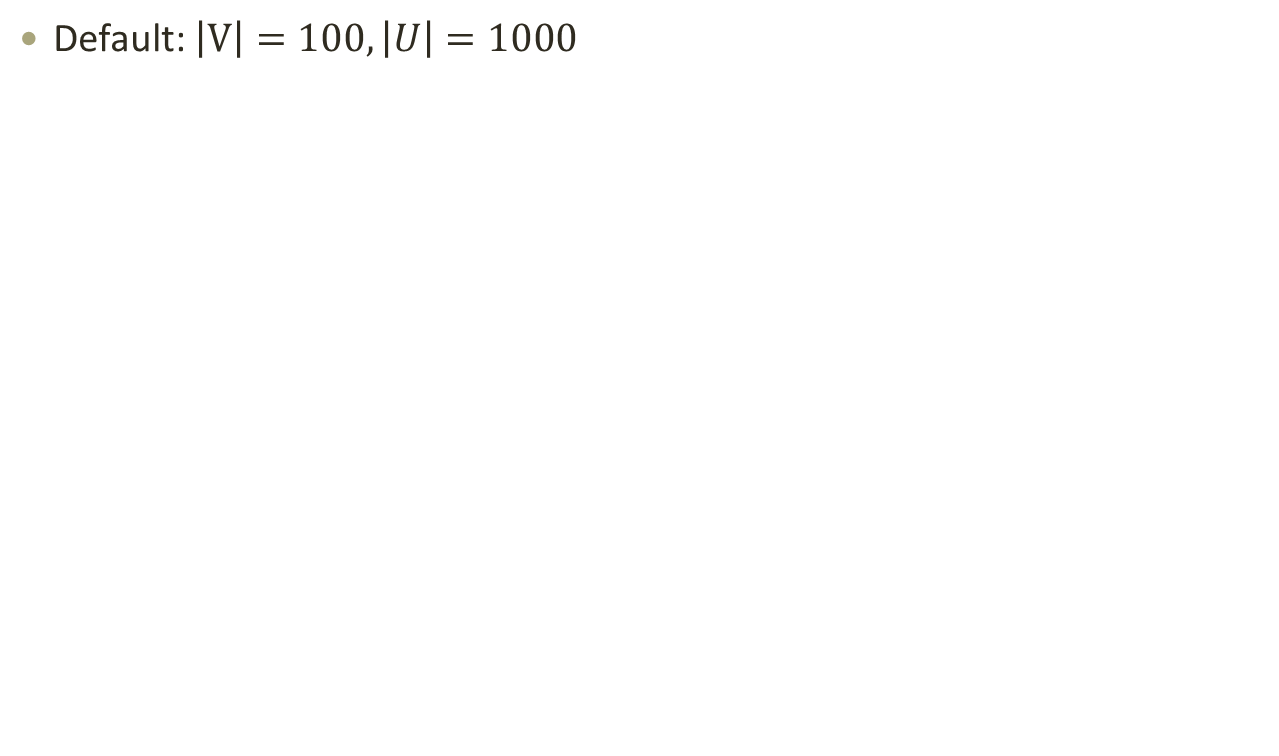 • Default: |V| = 100, |U| = 1000